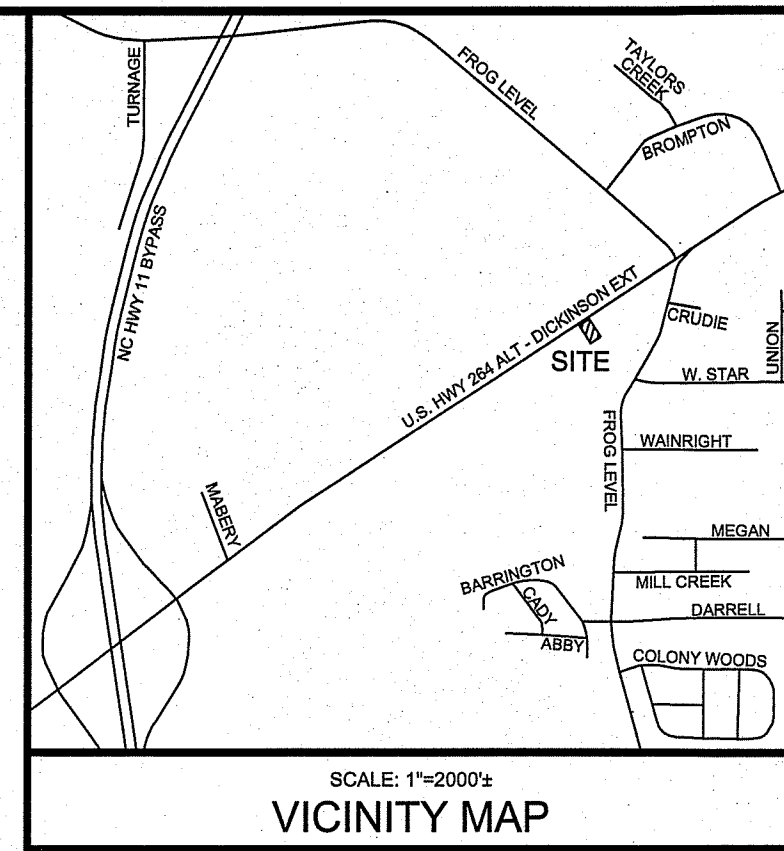 TURNAGE
FROG LEVEL
TAYLORS
CREEK
BROMPTON
NC HWY 11 BYPASS
U.S. HWY 264 ALT - DICKINSON EXT
SITE
CRUDIE
UNION
W. STAR
FROG LEVEL
WAINRIGHT
MABERY
MEGAN
BARRINGTON
CADY
ABBY
MILL CREEK
DARRELL
COLONY WOODS
SCALE: 1"=2000'±
VICINITY MAP